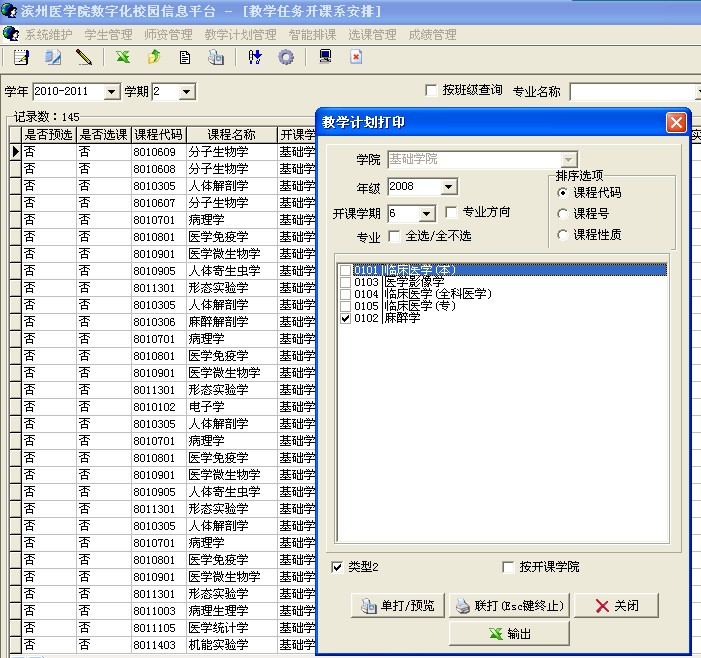 滨州医学院数字化校园信息平台 - [教学任务开课系安排]
系统维护 学生管理 师资管理 教学计划管理 智能排课 选课管理 成绩管理
学年 2010-2011 学期 2 按班级查询 专业名称
记录数：145
是否预选 是否选课 课程代码 课程名称 开课学
否 否 8010609 分子生物学 基础学
否 否 8010608 分子生物学 基础学
否 否 8010305 人体解剖学 基础学
否 否 8010607 分子生物学 基础学
否 否 8010701 病理学 基础学
否 否 8010801 医学免疫学 基础学
否 否 8010901 医学微生物学 基础学
否 否 8010905 人体寄生虫学 基础学
否 否 8011301 形态实验学 基础学
否 否 8010305 人体解剖学 基础学
否 否 8010306 麻醉解剖学 基础学
否 否 8010701 病理学 基础学
否 否 8010801 医学免疫学 基础学
否 否 8010901 医学微生物学 基础学
否 否 8011301 形态实验学 基础学
否 否 8010102 电子学 基础学
否 否 8010305 人体解剖学 基础学
否 否 8010701 病理学 基础学
否 否 8010801 医学免疫学 基础学
否 否 8010901 医学微生物学 基础学
否 否 8010905 人体寄生虫学 基础学
否 否 8011301 形态实验学 基础学
否 否 8010305 人体解剖学 基础学
否 否 8010701 病理学 基础学
否 否 8010801 医学免疫学 基础学
否 否 8010901 医学微生物学 基础学
否 否 8011301 形态实验学 基础学
否 否 8011003 病理生理学 基础学
否 否 8011105 医学统计学 基础学
否 否 8011403 机能实验学 基础学
教学计划打印
学院 基础学院
年级 2008
开课学期 6 专业方向
专业 全选/全不选
排序选项
课程代码
课程号
课程性质
0101 临床医学(本)
0103 医学影像学
0104 临床医学(全科医学)
0105 临床医学(专)
0102 麻醉学
类型2 按开课学院
单打/预览 联打(Esc键终止) 关闭
输出